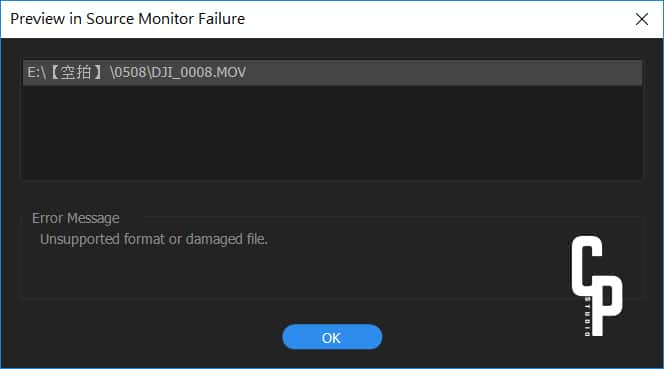 Preview in Source Monitor Failure
E:\【空拍】\0508\DJI_0008.MOV
Error Message
Unsupported format or damaged file.
CP
STUDIO
OK